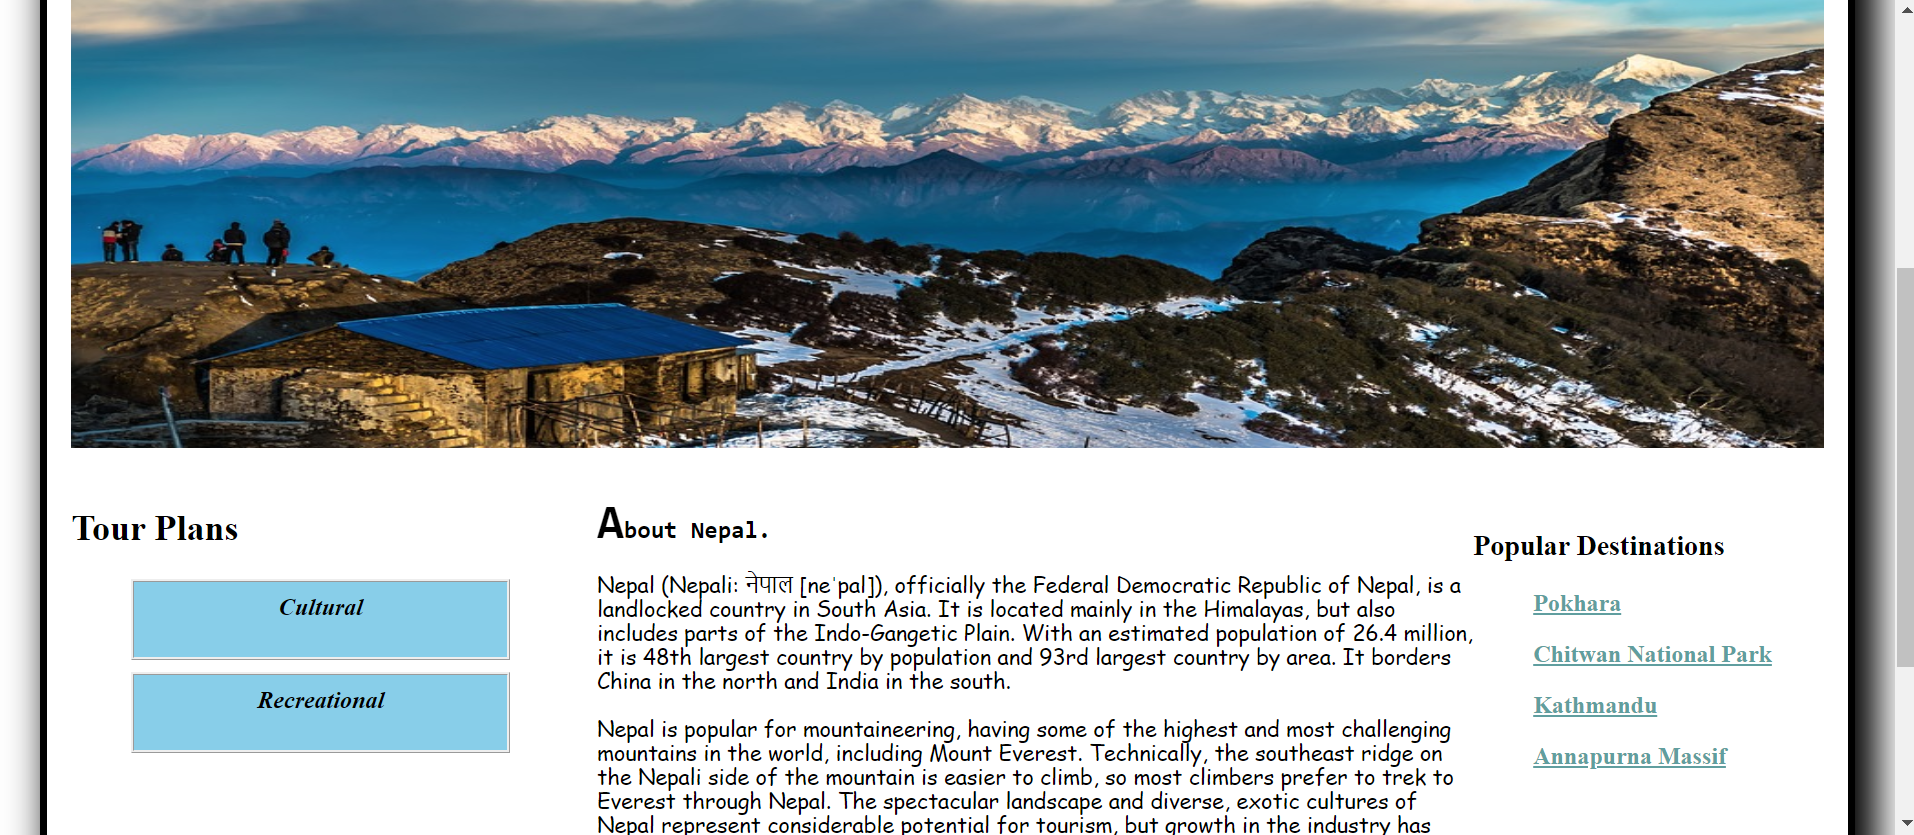 Tour Plans
Cultural
Recreational
About Nepal.
Nepal (Nepali: नेपाल [neˈpal]), officially the Federal Democratic Republic of Nepal, is a
landlocked country in South Asia. It is located mainly in the Himalayas, but also
includes parts of the Indo-Gangetic Plain. With an estimated population of 26.4 million,
it is 48th largest country by population and 93rd largest country by area. It borders
China in the north and India in the south.
Nepal is popular for mountaineering, having some of the highest and most challenging
mountains in the world, including Mount Everest. Technically, the southeast ridge on
the Nepali side of the mountain is easier to climb, so most climbers prefer to trek to
Everest through Nepal. The spectacular landscape and diverse, exotic cultures of
Nepal represent considerable potential for tourism, but growth in the industry has
Popular Destinations
Pokhara
Chitwan National Park
Kathmandu
Annapurna Massif